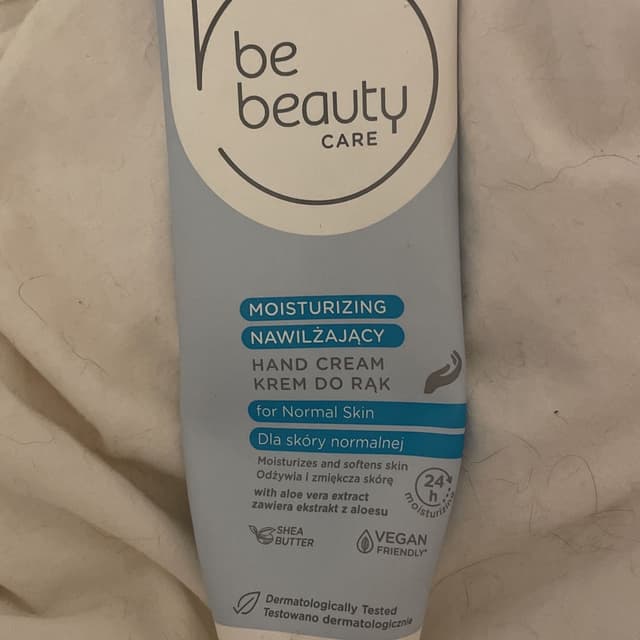 be
beauty
CARE
MOISTURIZING
NAWILŻAJĄCY
HAND CREAM
KREM DO RĄK
for Normal Skin
Dla skóry normalnej
Moisturizes and softens skin
Odżywia i zmiękcza skórę
with aloe vera extract
zawiera ekstrakt z aloesu
24
h
moisturizing
SHEA
BUTTER
VEGAN
FRIENDLY*
Dermatologically Tested
Testowano dermatologicznie